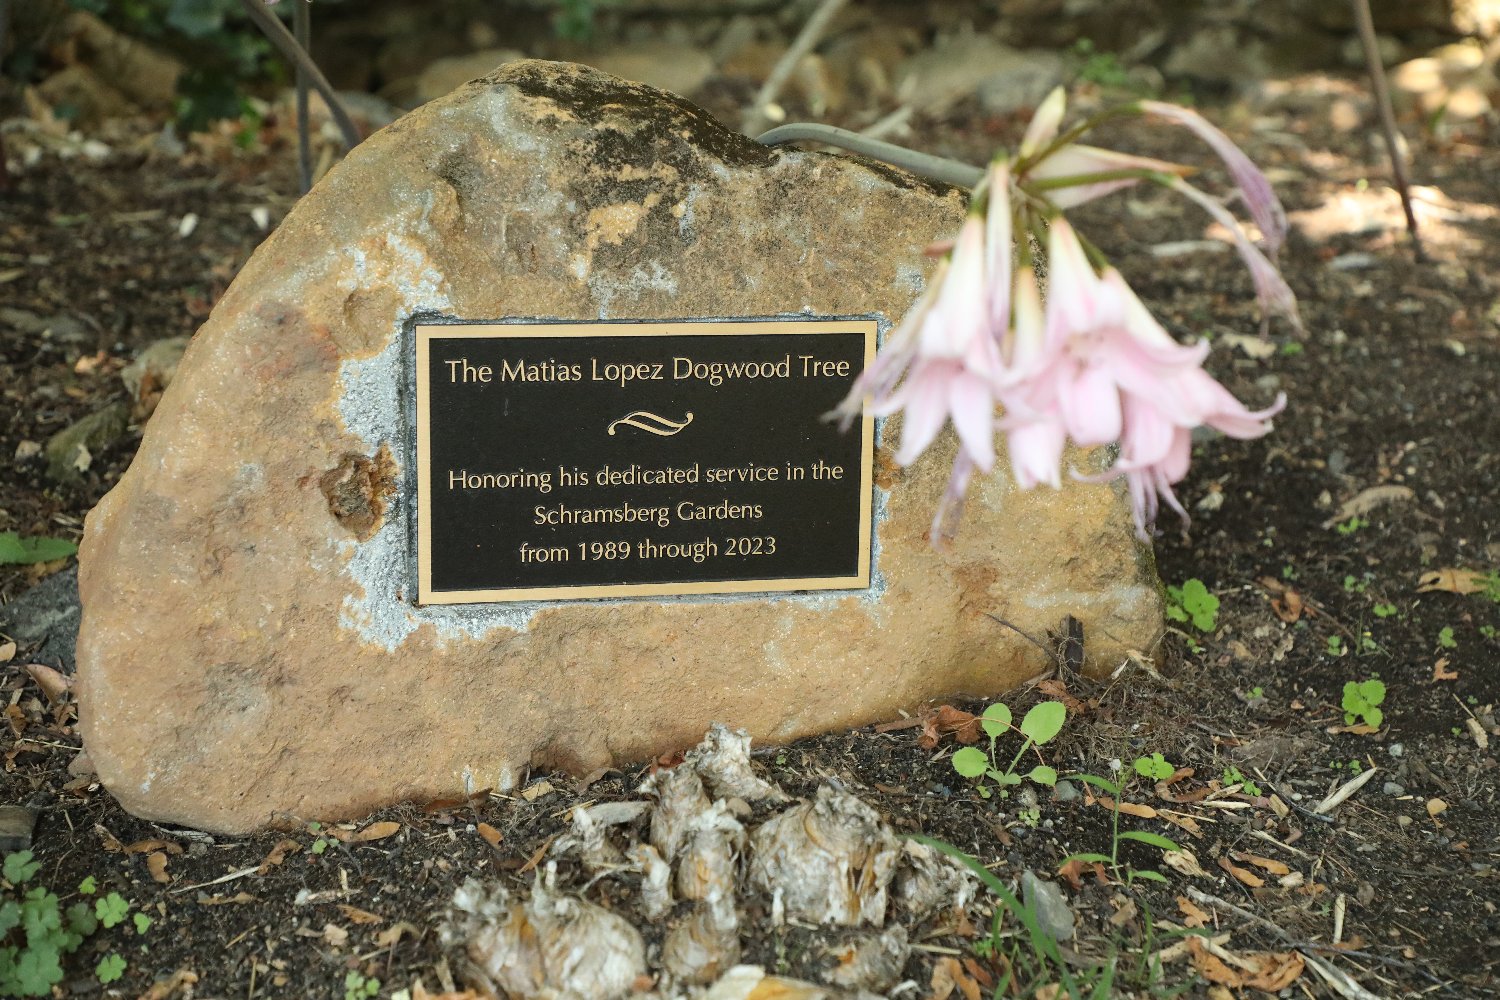 The Matias Lopez Dogwood Tree
Honoring his dedicated service in the
Schramsberg Gardens
from 1989 through 2023